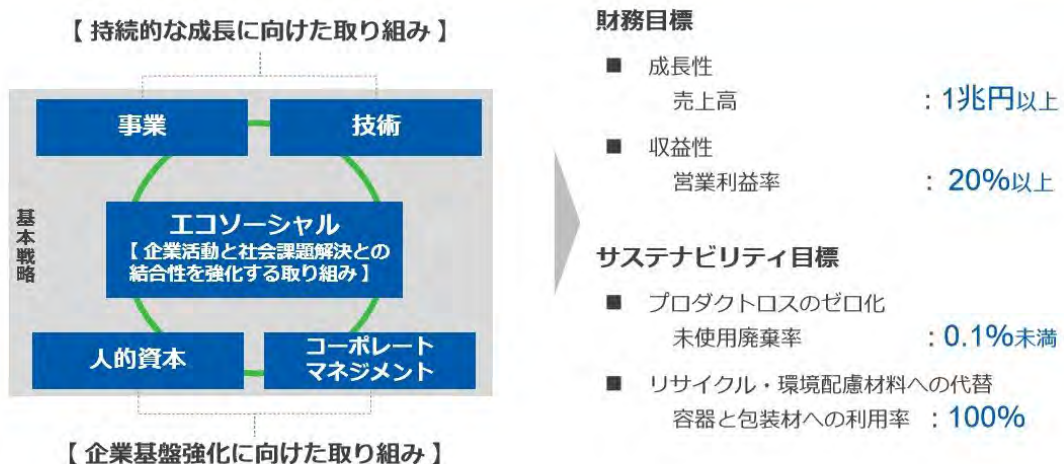 【 持続的な成長に向けた取り組み 】
事業
技術
基本戦略
エコソーシャル
【 企業活動と社会課題解決との
結合性を強化する取り組み 】
人的資本
コーポレート
マネジメント
【 企業基盤強化に向けた取り組み 】
財務目標
■ 成長性
売上高 : 1兆円以上
■ 収益性
営業利益率 : 20%以上
サステナビリティ目標
■ プロダクトロスのゼロ化
未使用廃棄率 : 0.1%未満
■ リサイクル・環境配慮材料への代替
容器と包装材への利用率 : 100%